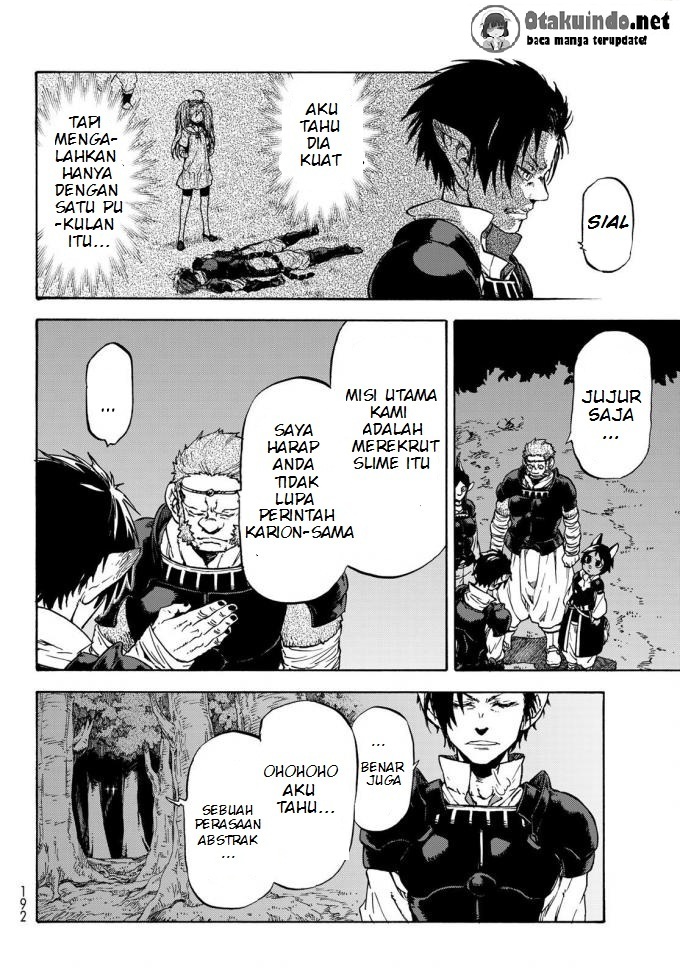 Otakuindo.net
baca manga terupdate!
SIAL
AKU
TAHU
DIA
KUAT
TAPI
MENGA-
LAHKAN
HANYA
DENGAN
SATU PU
-KULAN
ITU...
JUJUR
SAJA
...
MISI UTAMA
KAMI
ADALAH
MEREKRUT
SLIME ITU
SAYA
HARAP
ANDA
TIDAK
LUPA
PERINTAH
KARION-SAMA
...
...
BENAR
JUGA
OHOHOHO
AKU
TAHU...
SEBUAH
PERASAAN
ABSTRAK
...
192